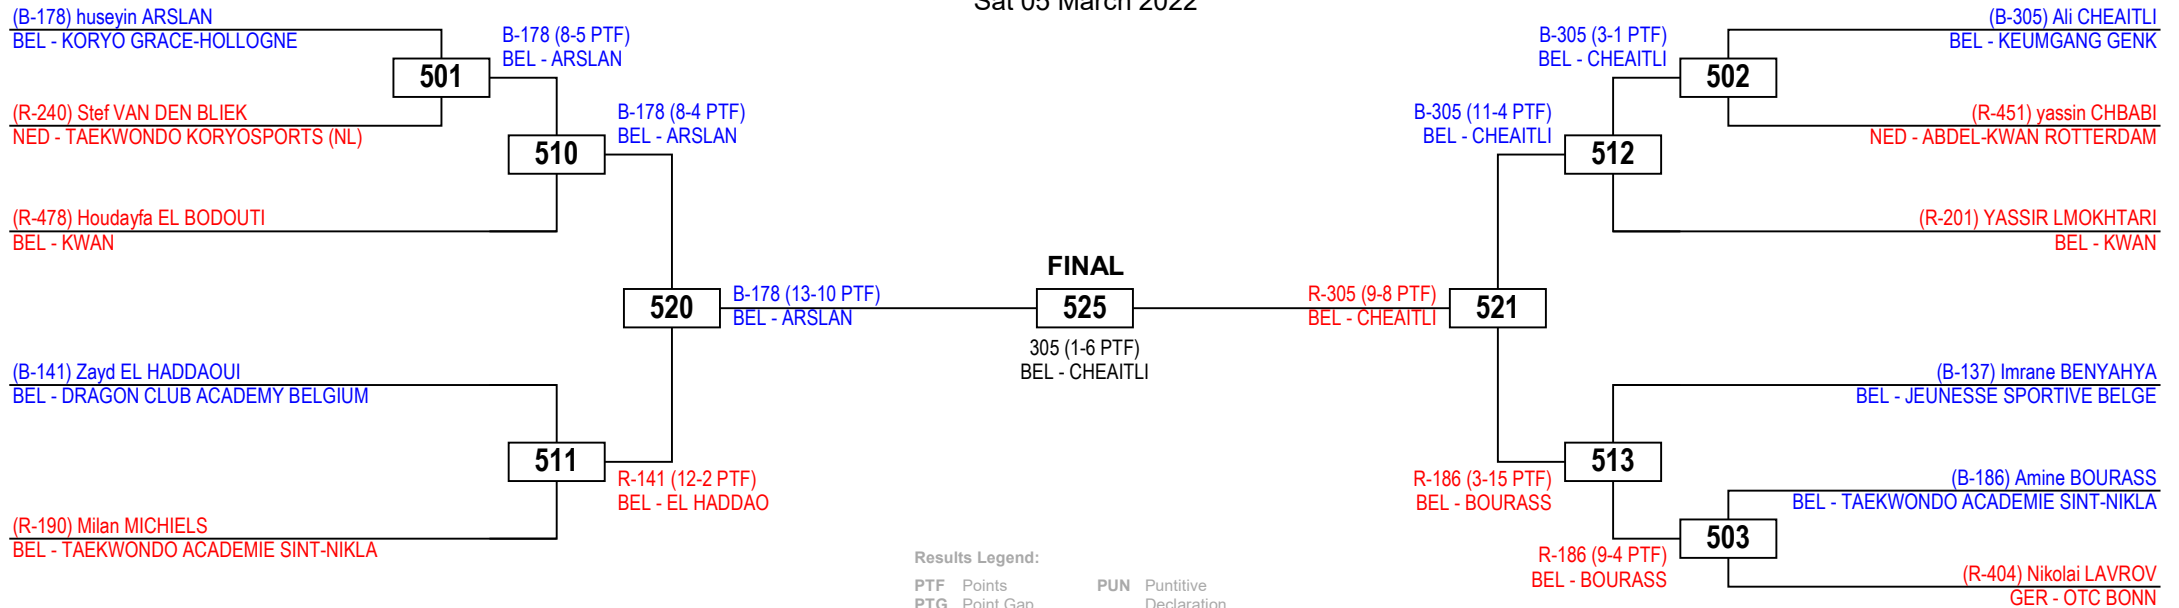 Sat 05 March 2022
(B-178) huseyin ARSLAN
BEL - KORYO GRACE-HOLLOGNE
501
B-178 (8-5 PTF)
BEL - ARSLAN
(R-240) Stef VAN DEN BLIEK
NED - TAEKWONDO KORYOSPORTS (NL)
510
B-178 (8-4 PTF)
BEL - ARSLAN
(R-478) Houdayfa EL BODOUTI
BEL - KWAN
520
B-178 (13-10 PTF)
BEL - ARSLAN
(B-141) Zayd EL HADDAOUI
BEL - DRAGON CLUB ACADEMY BELGIUM
511
R-141 (12-2 PTF)
BEL - EL HADDAO
(R-190) Milan MICHIELS
BEL - TAEKWONDO ACADEMIE SINT-NIKLA
FINAL
525
305 (1-6 PTF)
BEL - CHEAITLI
(B-305) Ali CHEAITLI
BEL - KEUMGANG GENK
B-305 (3-1 PTF)
BEL - CHEAITLI
502
(R-451) yassin CHBABI
NED - ABDEL-KWAN ROTTERDAM
B-305 (11-4 PTF)
BEL - CHEAITLI
512
(R-201) YASSIR LMOKHTARI
BEL - KWAN
R-305 (9-8 PTF)
BEL - CHEAITLI
521
(B-137) Imrane BENYAHYA
BEL - JEUNESSE SPORTIVE BELGE
R-186 (3-15 PTF)
BEL - BOURASS
513
(B-186) Amine BOURASS
BEL - TAEKWONDO ACADEMIE SINT-NIKLA
R-186 (9-4 PTF)
BEL - BOURASS
503
(R-404) Nikolai LAVROV
GER - OTC BONN
Results Legend:
PTF Points PUN Puntitive
PTG Point Gap Declaration